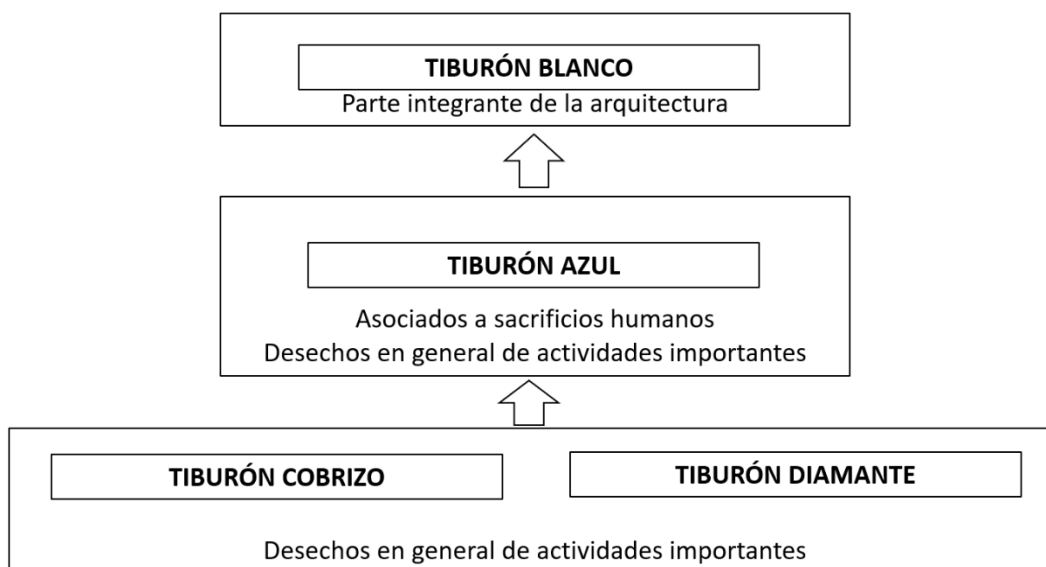 TIBURÓN BLANCO
Parte integrante de la arquitectura
TIBURÓN AZUL
Asociados a sacrificios humanos
Desechos en general de actividades importantes
TIBURÓN COBRIZO
TIBURÓN DIAMANTE
Desechos en general de actividades importantes